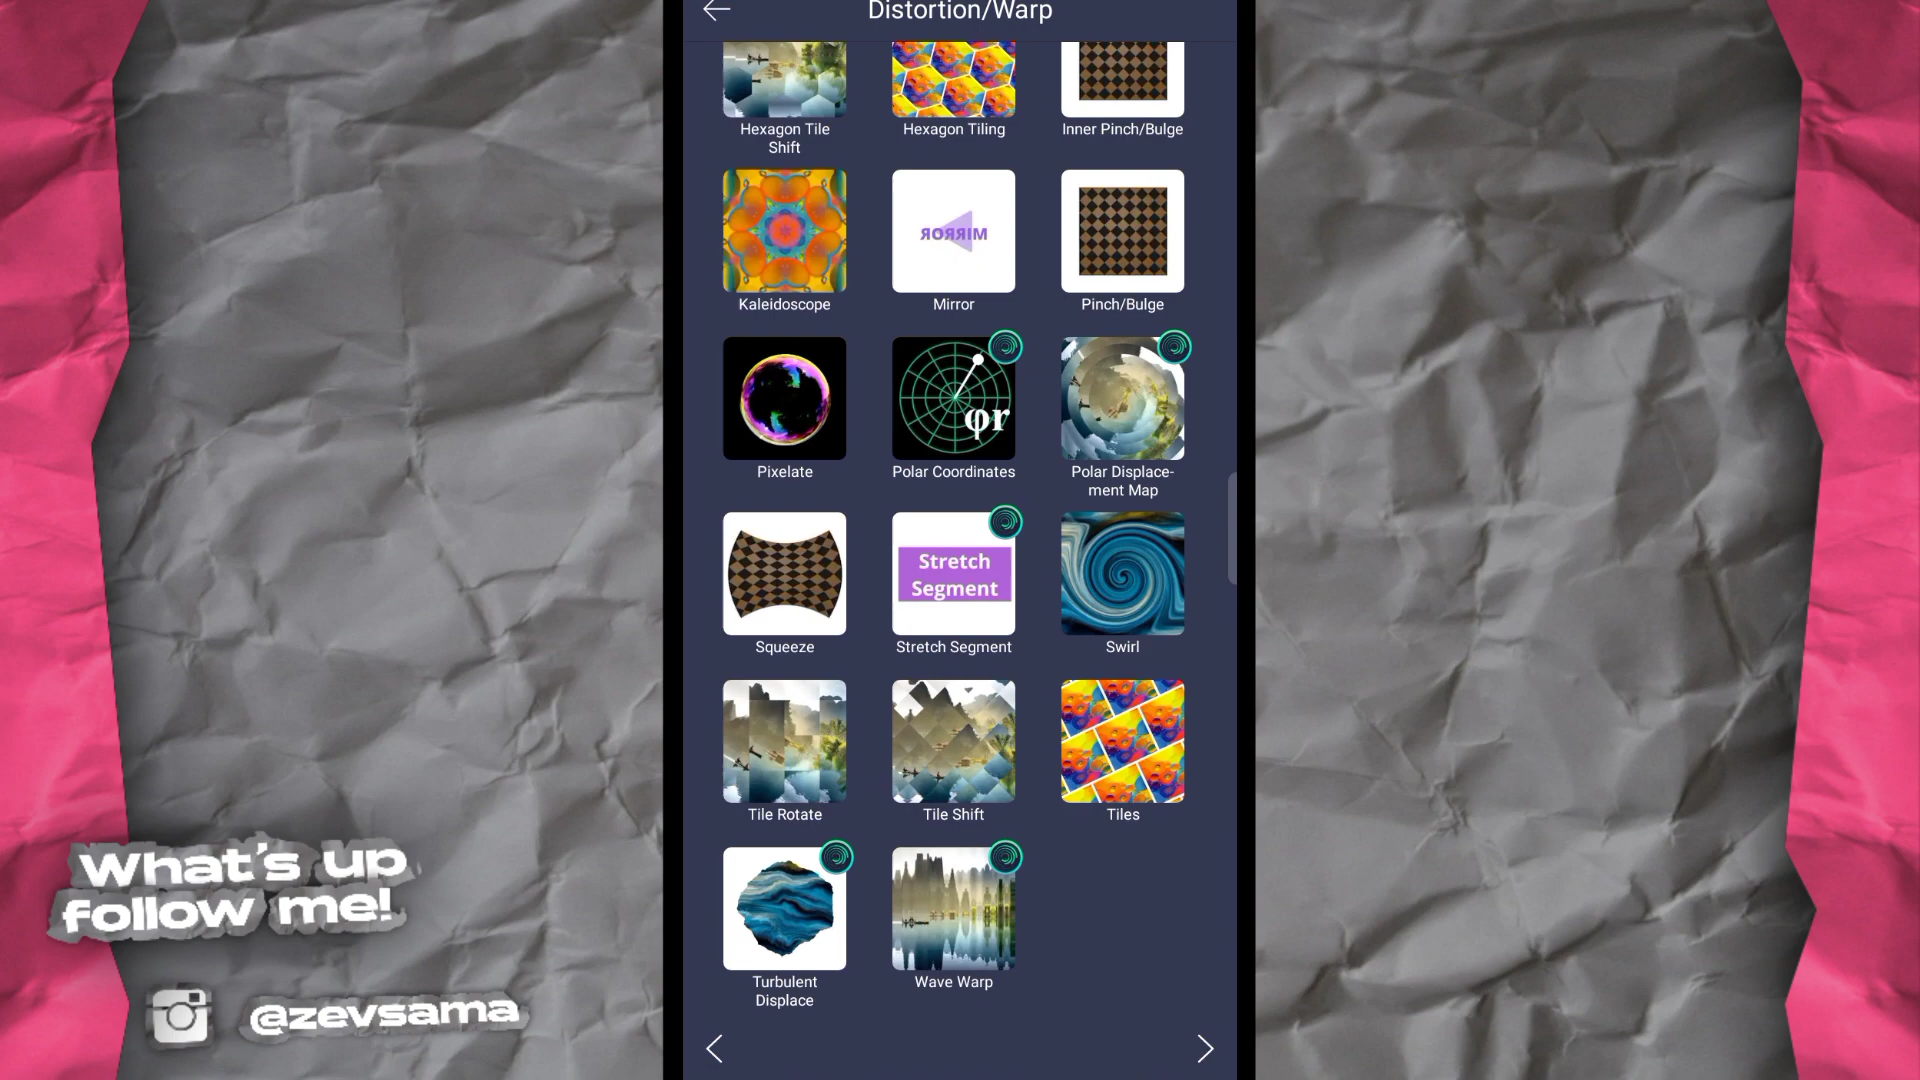 Distortion/Warp
Hexagon Tile
Shift
Hexagon Tiling
Inner Pinch/Bulge
MIRROR
Kaleidoscope
Mirror
Pinch/Bulge
φr
Pixelate
Polar Coordinates
Polar Displace-
ment Map
Stretch
Segment
Squeeze
Stretch Segment
Swirl
Tile Rotate
Tile Shift
Tiles
Turbulent
Displace
Wave Warp
What's up
follow me!
@zevsama